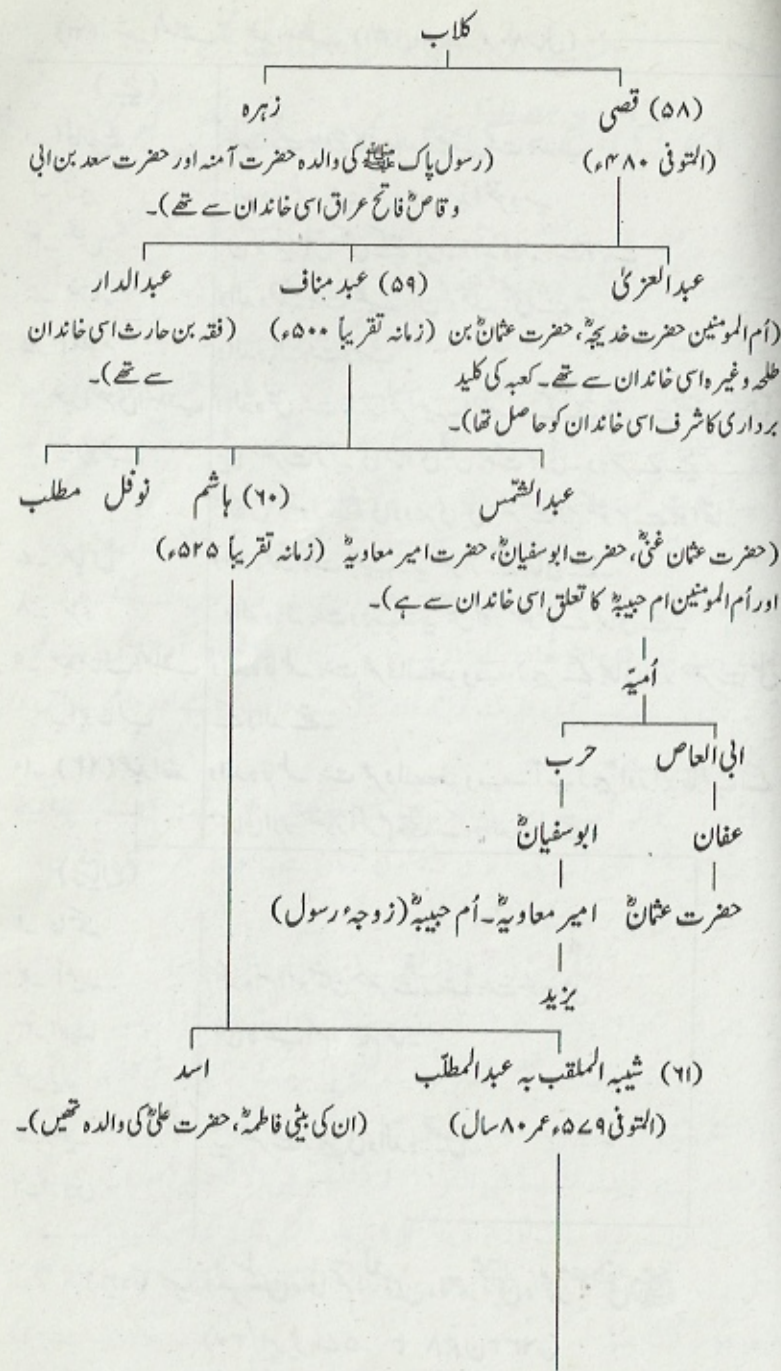 کلاب
(۵۸) قصی زہرہ
(المتوفی ۴۸۰ء) (رسول پاک ﷺ کی والدہ حضرت آمنہ اور حضرت سعد بن ابی
وقاصؓ فاتح عراق اسی خاندان سے تھے)۔
عبدالعزیٰ (۵۹) عبد مناف عبدالدار
(اُم المومنین حضرت خدیجہؓ، حضرت عثمانؓ بن (زمانہ تقریباً ۵۰۰ء) (فقہ بن حارث اسی خاندان
طلحہ وغیرہ اسی خاندان سے تھے۔ کعبہ کی کلید سے تھے)۔
برداری کا شرف اسی خاندان کو حاصل تھا)۔
عبدالشمّس (۶۰) ہاشم نوفل مطلب
(حضرت عثمان غنیؓ، حضرت ابوسفیانؓ، حضرت امیر معاویہؓ (زمانہ تقریباً ۵۲۵ء)
اور اُم المومنین ام حبیبہؓ کا تعلق اسی خاندان سے ہے)۔
اُمیّہ
ابی العاص حرب
عفان ابوسفیانؓ
حضرت عثمانؓ امیر معاویہؓ۔ اُم حبیبہؓ (زوجۂ رسول)
یزید
(۶۱) شیبہ الملقب بہ عبدالمطلّب اسد
(المتوفی ۵۷۹ء عمر ۸۰ سال) (ان کی بیٹی فاطمہؓ، حضرت علیؓ کی والدہ تھیں)۔